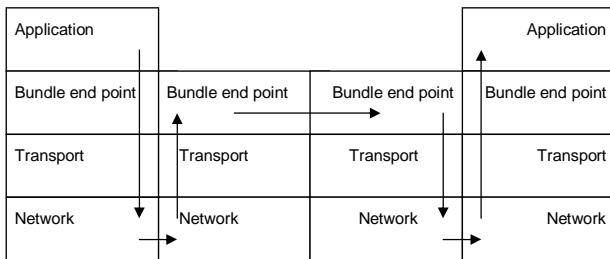 Application Application
Bundle end point Bundle end point Bundle end point Bundle end point
Transport Transport Transport Transport
Network Network Network Network